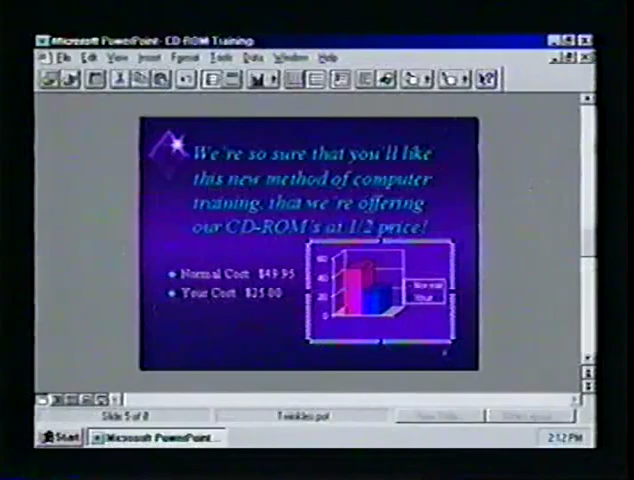 Microsoft PowerPoint - CD-ROM Training
File Edit View Insert Format Tools Data Window Help
We're so sure that you'll like
this new method of computer
training, that we're offering
our CD-ROM's at 1/2 price!
Normal Cost $49.95
Your Cost $25.00
60
40
20
0
Normal
Your
Slide 5 of 8
Twinkles.pot
Start
Microsoft PowerPoint...
2:12 PM